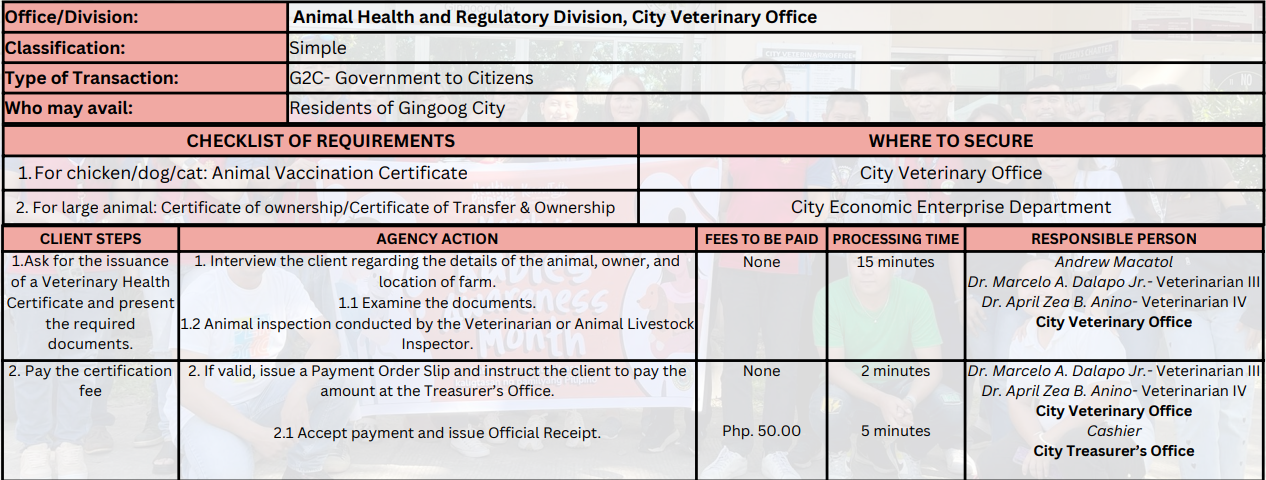 Office/Division: Animal Health and Regulatory Division, City Veterinary Office
Classification: Simple
Type of Transaction: G2C- Government to Citizens
Who may avail: Residents of Gingoog City
CHECKLIST OF REQUIREMENTS WHERE TO SECURE
1. For chicken/dog/cat: Animal Vaccination Certificate City Veterinary Office
2. For large animal: Certificate of ownership/Certificate of Transfer & Ownership City Economic Enterprise Department
CLIENT STEPS AGENCY ACTION FEES TO BE PAID PROCESSING TIME RESPONSIBLE PERSON
1.Ask for the issuance
of a Veterinary Health
Certificate and present
the required
documents.
1. Interview the client regarding the details of the animal, owner, and
location of farm.
1.1 Examine the documents.
1.2 Animal inspection conducted by the Veterinarian or Animal Livestock
Inspector.
None
15 minutes
Andrew Macatol
Dr. Marcelo A. Dalapo Jr.- Veterinarian III
Dr. April Zea B. Anino- Veterinarian IV
City Veterinary Office
2. Pay the certification
fee
2. If valid, issue a Payment Order Slip and instruct the client to pay the
amount at the Treasurer’s Office.
2.1 Accept payment and issue Official Receipt.
None
Php. 50.00
2 minutes
5 minutes
Dr. Marcelo A. Dalapo Jr.- Veterinarian III
Dr. April Zea B. Anino- Veterinarian IV
City Veterinary Office
Cashier
City Treasurer’s Office